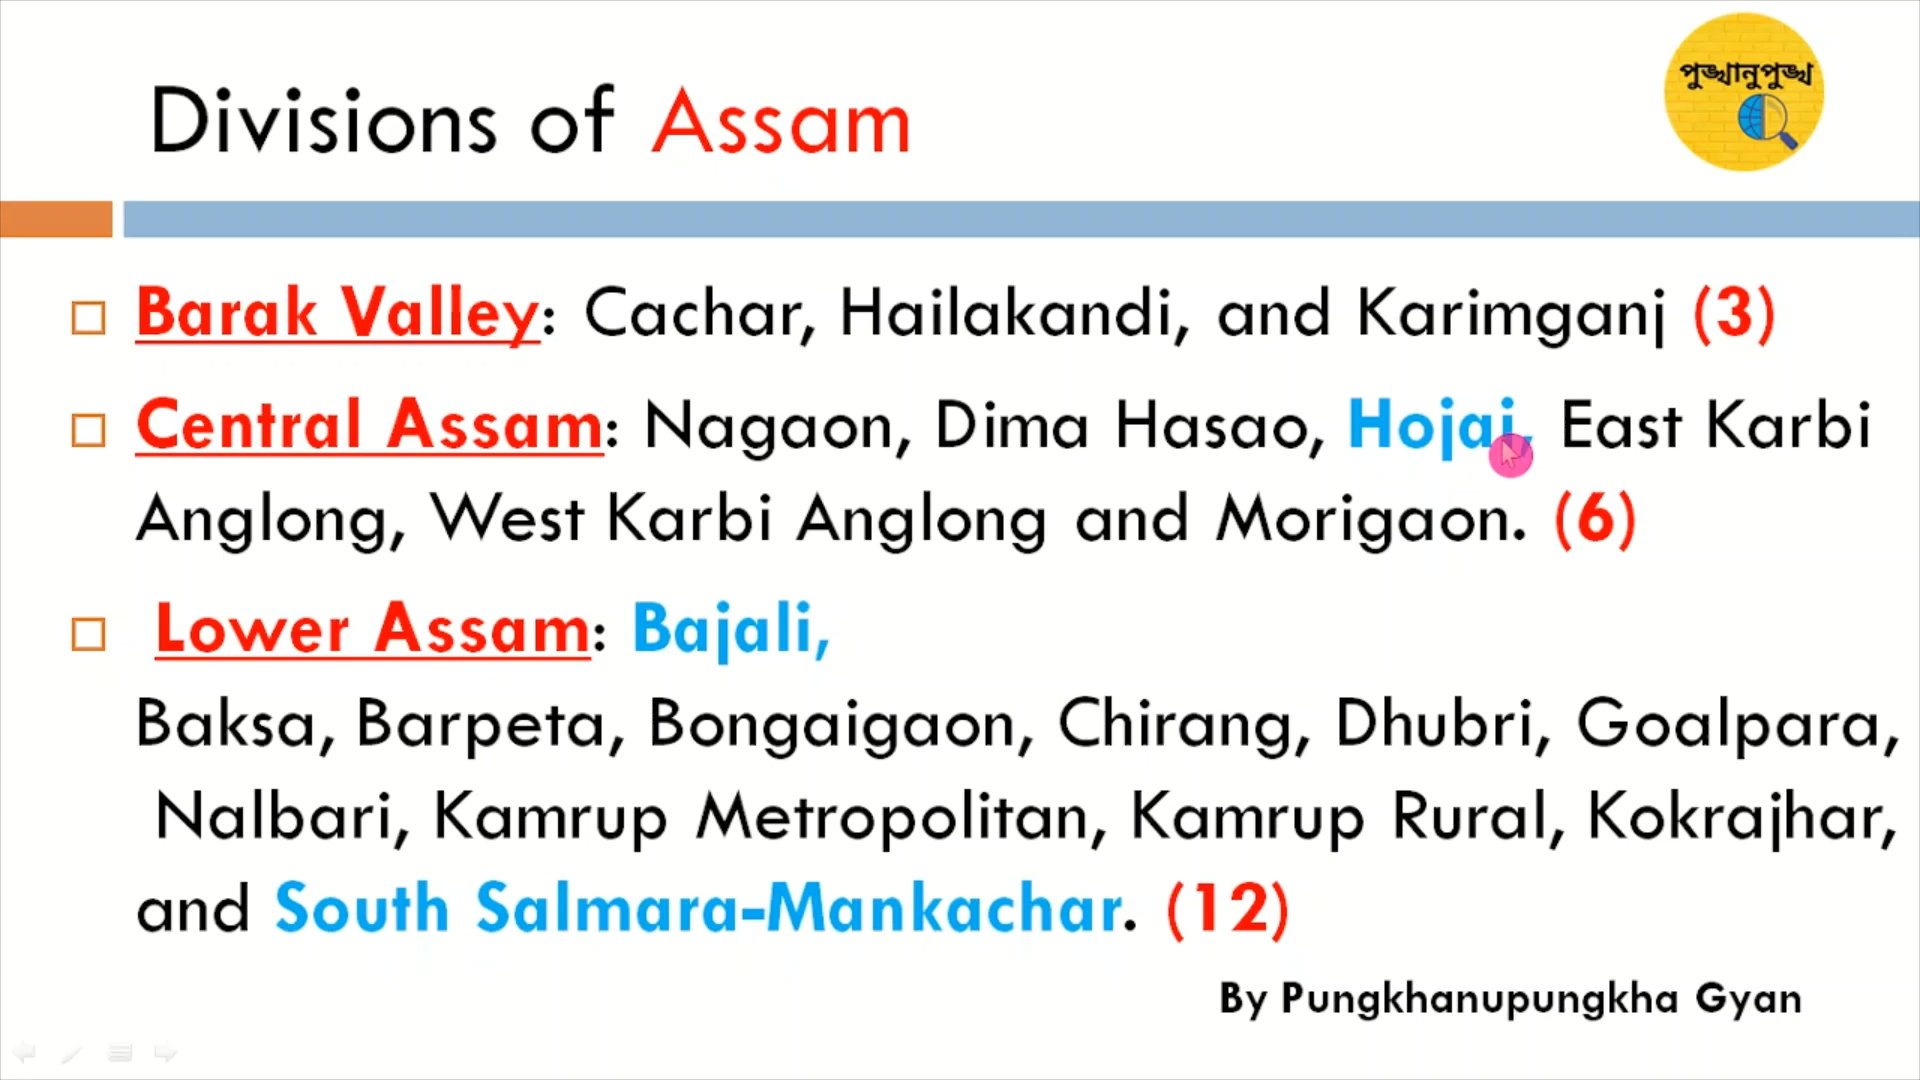 Divisions of Assam
পুঙ্খানুপুঙ্খ
Barak Valley: Cachar, Hailakandi, and Karimganj (3)
Central Assam: Nagaon, Dima Hasao, Hojai, East Karbi
Anglong, West Karbi Anglong and Morigaon. (6)
Lower Assam: Bajali,
Baksa, Barpeta, Bongaigaon, Chirang, Dhubri, Goalpara,
Nalbari, Kamrup Metropolitan, Kamrup Rural, Kokrajhar,
and South Salmara-Mankachar. (12)
By Pungkhanupungkha Gyan